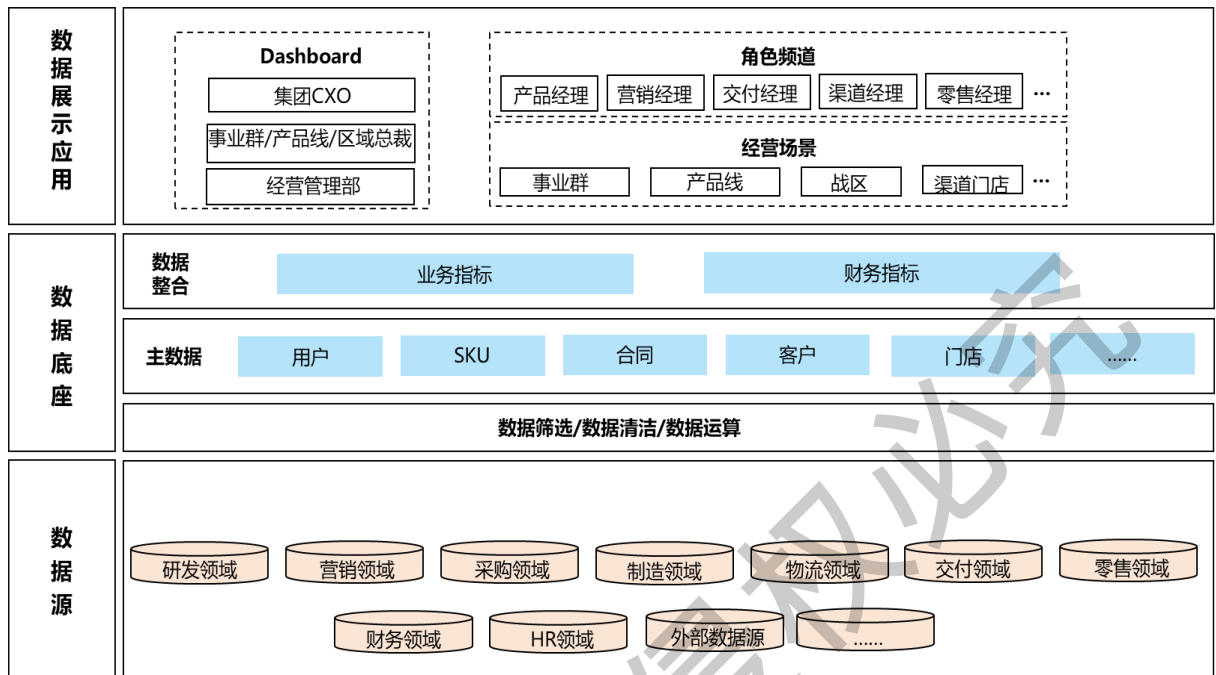 数据展示应用
Dashboard
集团CXO
事业群/产品线/区域总裁
经营管理部
角色频道
产品经理
营销经理
交付经理
渠道经理
零售经理
...
经营场景
事业群
产品线
战区
渠道门店
...
数据底座
数据
整合
业务指标
财务指标
主数据
用户
SKU
合同
客户
门店
......
数据筛选/数据清洁/数据运算
数据源
研发领域
营销领域
采购领域
制造领域
物流领域
交付领域
零售领域
财务领域
HR领域
外部数据源
......
侵权必究